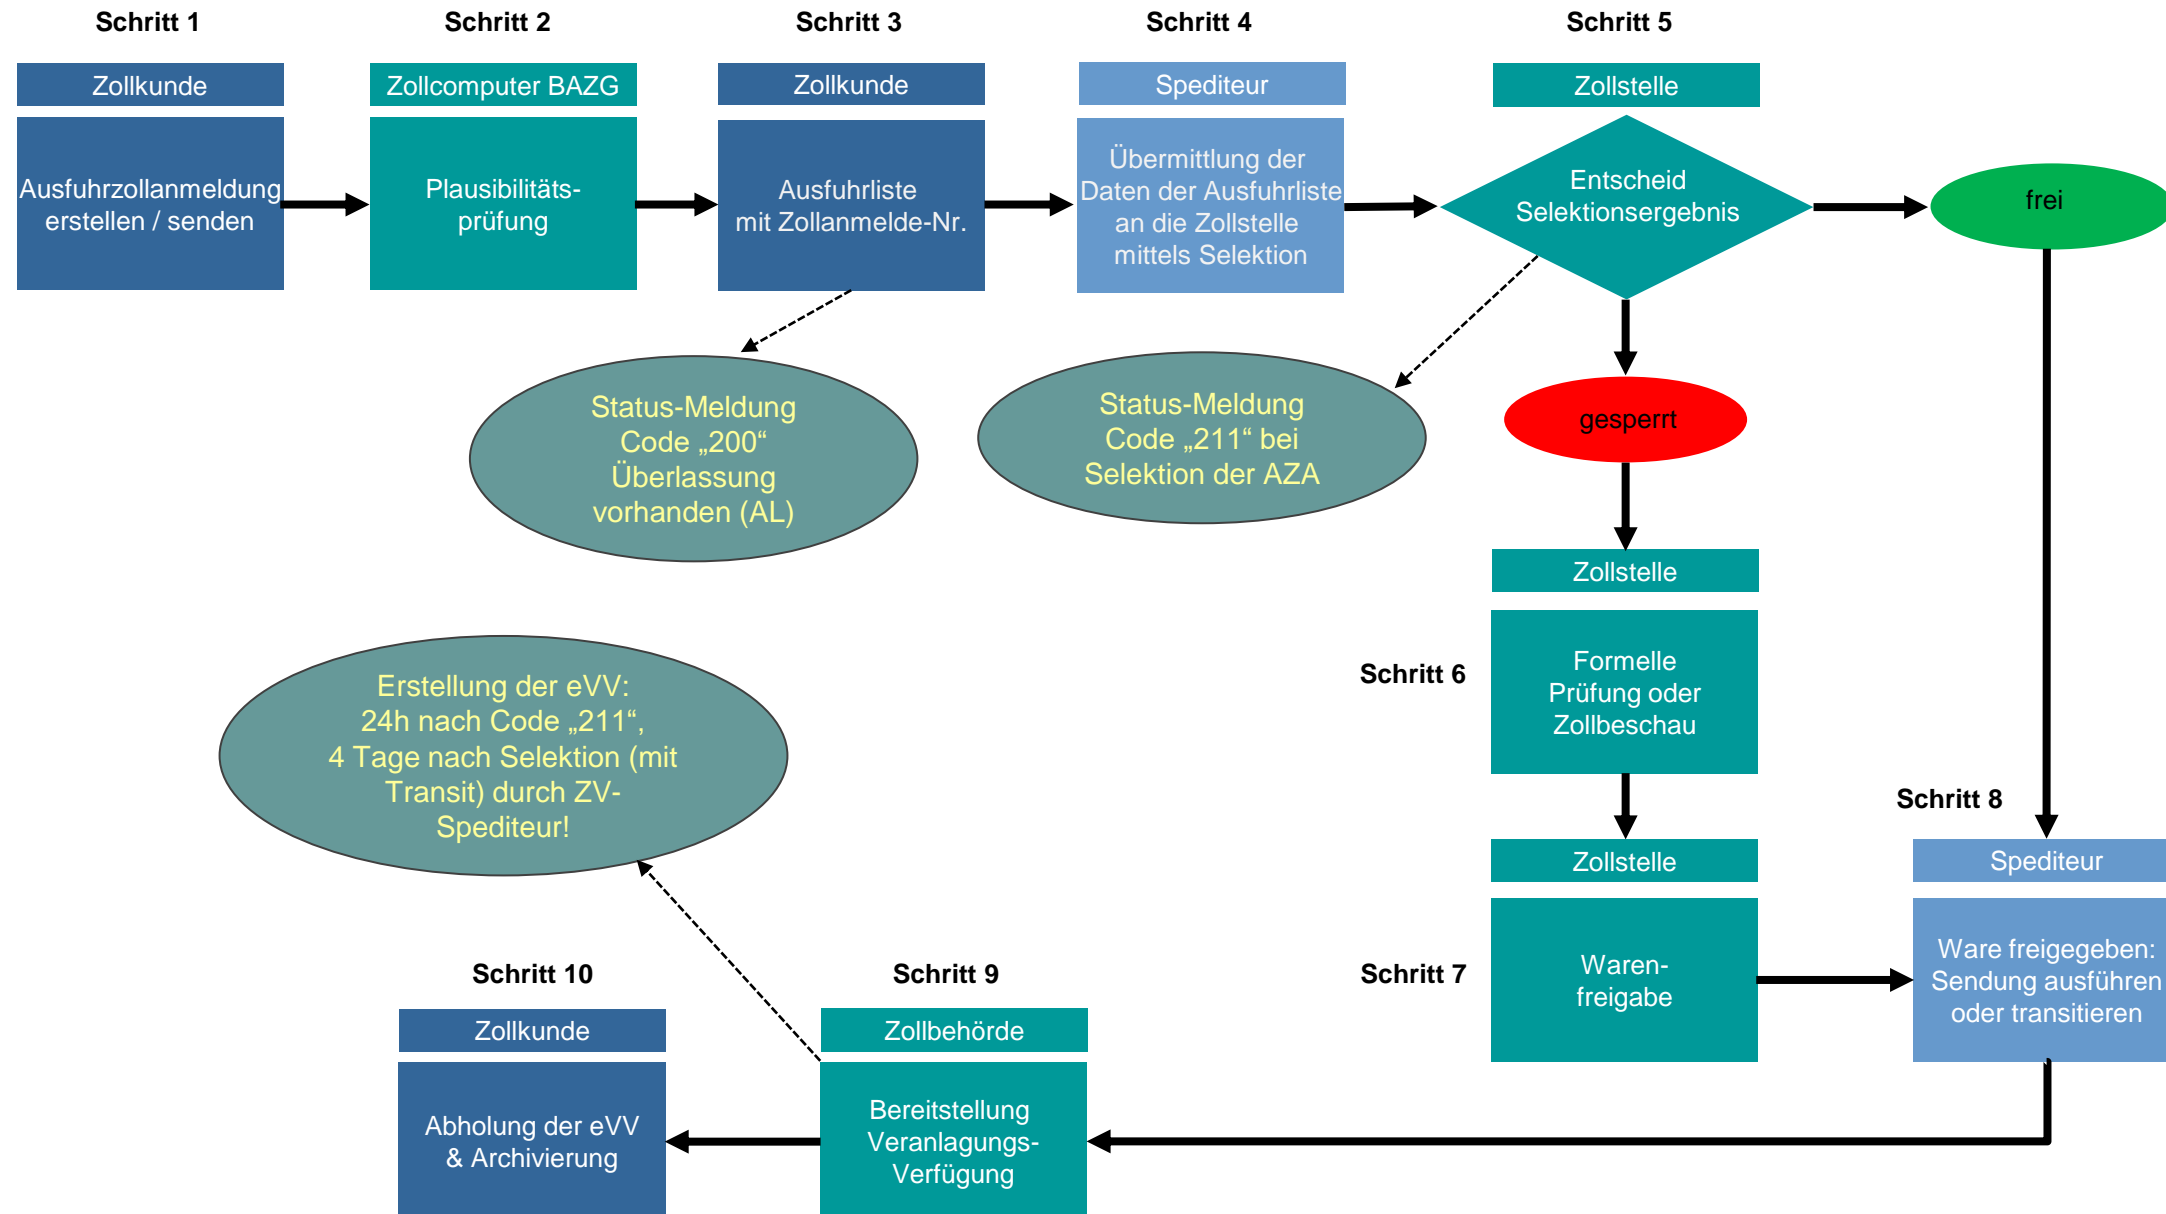 Schritt 1
Schritt 2
Schritt 3
Schritt 4
Schritt 5
Zollkunde
Zollcomputer BAZG
Zollkunde
Spediteur
Zollstelle
Ausfuhrzollanmeldung
erstellen / senden
Plausibilitäts-
prüfung
Ausfuhrliste
mit Zollanmelde-Nr.
Übermittlung der
Daten der Ausfuhrliste
an die Zollstelle
mittels Selektion
Entscheid
Selektionsergebnis
frei
Status-Meldung
Code „200“
Überlassung
vorhanden (AL)
Status-Meldung
Code „211“ bei
Selektion der AZA
gesperrt
Zollstelle
Schritt 6
Formelle
Prüfung oder
Zollbeschau
Erstellung der eVV:
24h nach Code „211“,
4 Tage nach Selektion (mit
Transit) durch ZV-
Spediteur!
Schritt 8
Zollstelle
Spediteur
Schritt 7
Waren-
freigabe
Ware freigegeben:
Sendung ausführen
oder transitieren
Schritt 10
Schritt 9
Zollkunde
Zollbehörde
Abholung der eVV
& Archivierung
Bereitstellung
Veranlagungs-
Verfügung